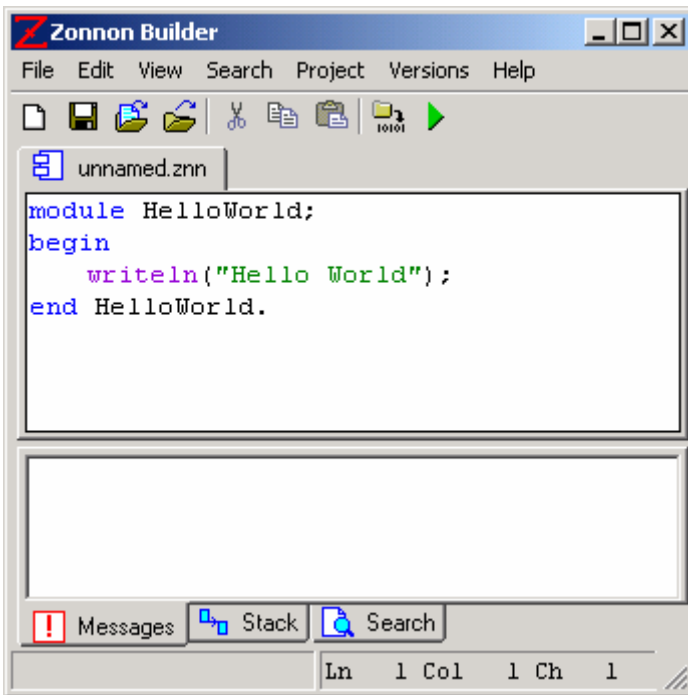 Zonnon Builder
File Edit View Search Project Versions Help
10101
unnamed.znn
module HelloWorld;
begin
writeln("Hello World");
end HelloWorld.
Messages Stack Search
Ln 1 Col 1 Ch 1